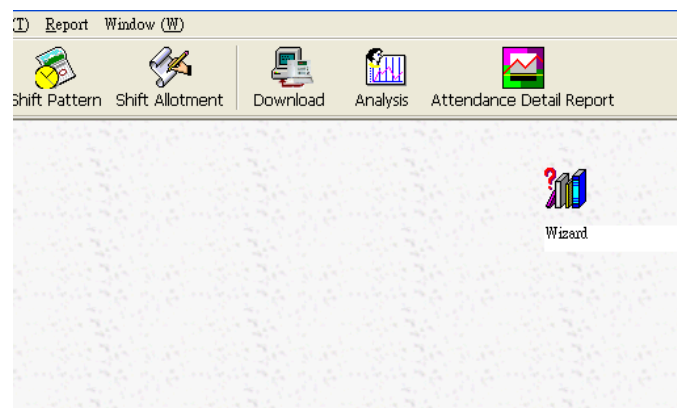 (T) Report Window (W)
Shift Pattern Shift Allotment Download Analysis Attendance Detail Report
Wizard